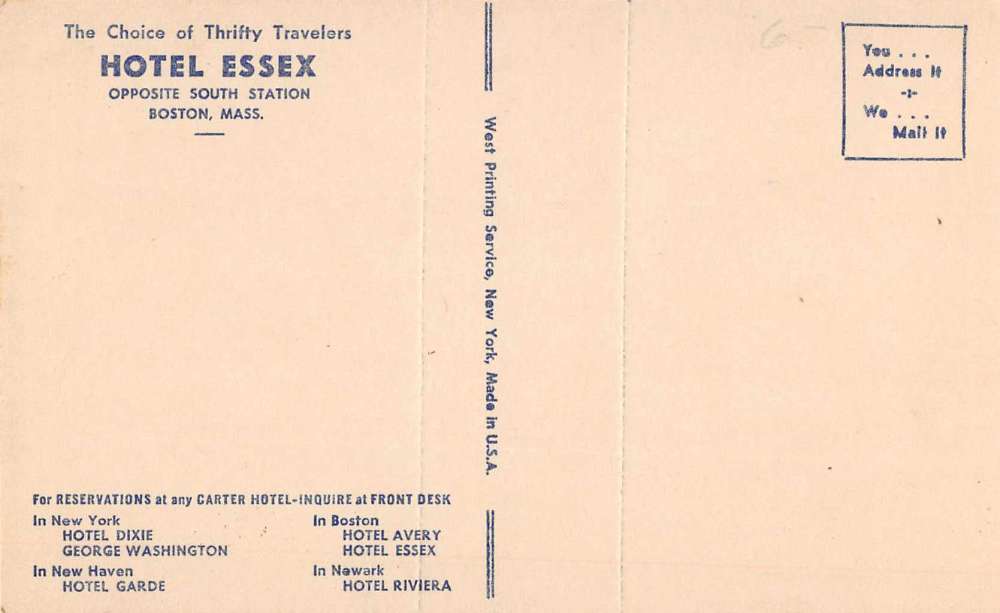 The Choice of Thrifty Travelers
HOTEL ESSEX
OPPOSITE SOUTH STATION
BOSTON, MASS.
You . . .
Address It
-:-
We . . .
Mail It
West Printing Service, New York, Made in U.S.A.
For RESERVATIONS at any CARTER HOTEL-INQUIRE at FRONT DESK
In New York
HOTEL DIXIE
GEORGE WASHINGTON
In New Haven
HOTEL GARDE
In Boston
HOTEL AVERY
HOTEL ESSEX
In Newark
HOTEL RIVIERA